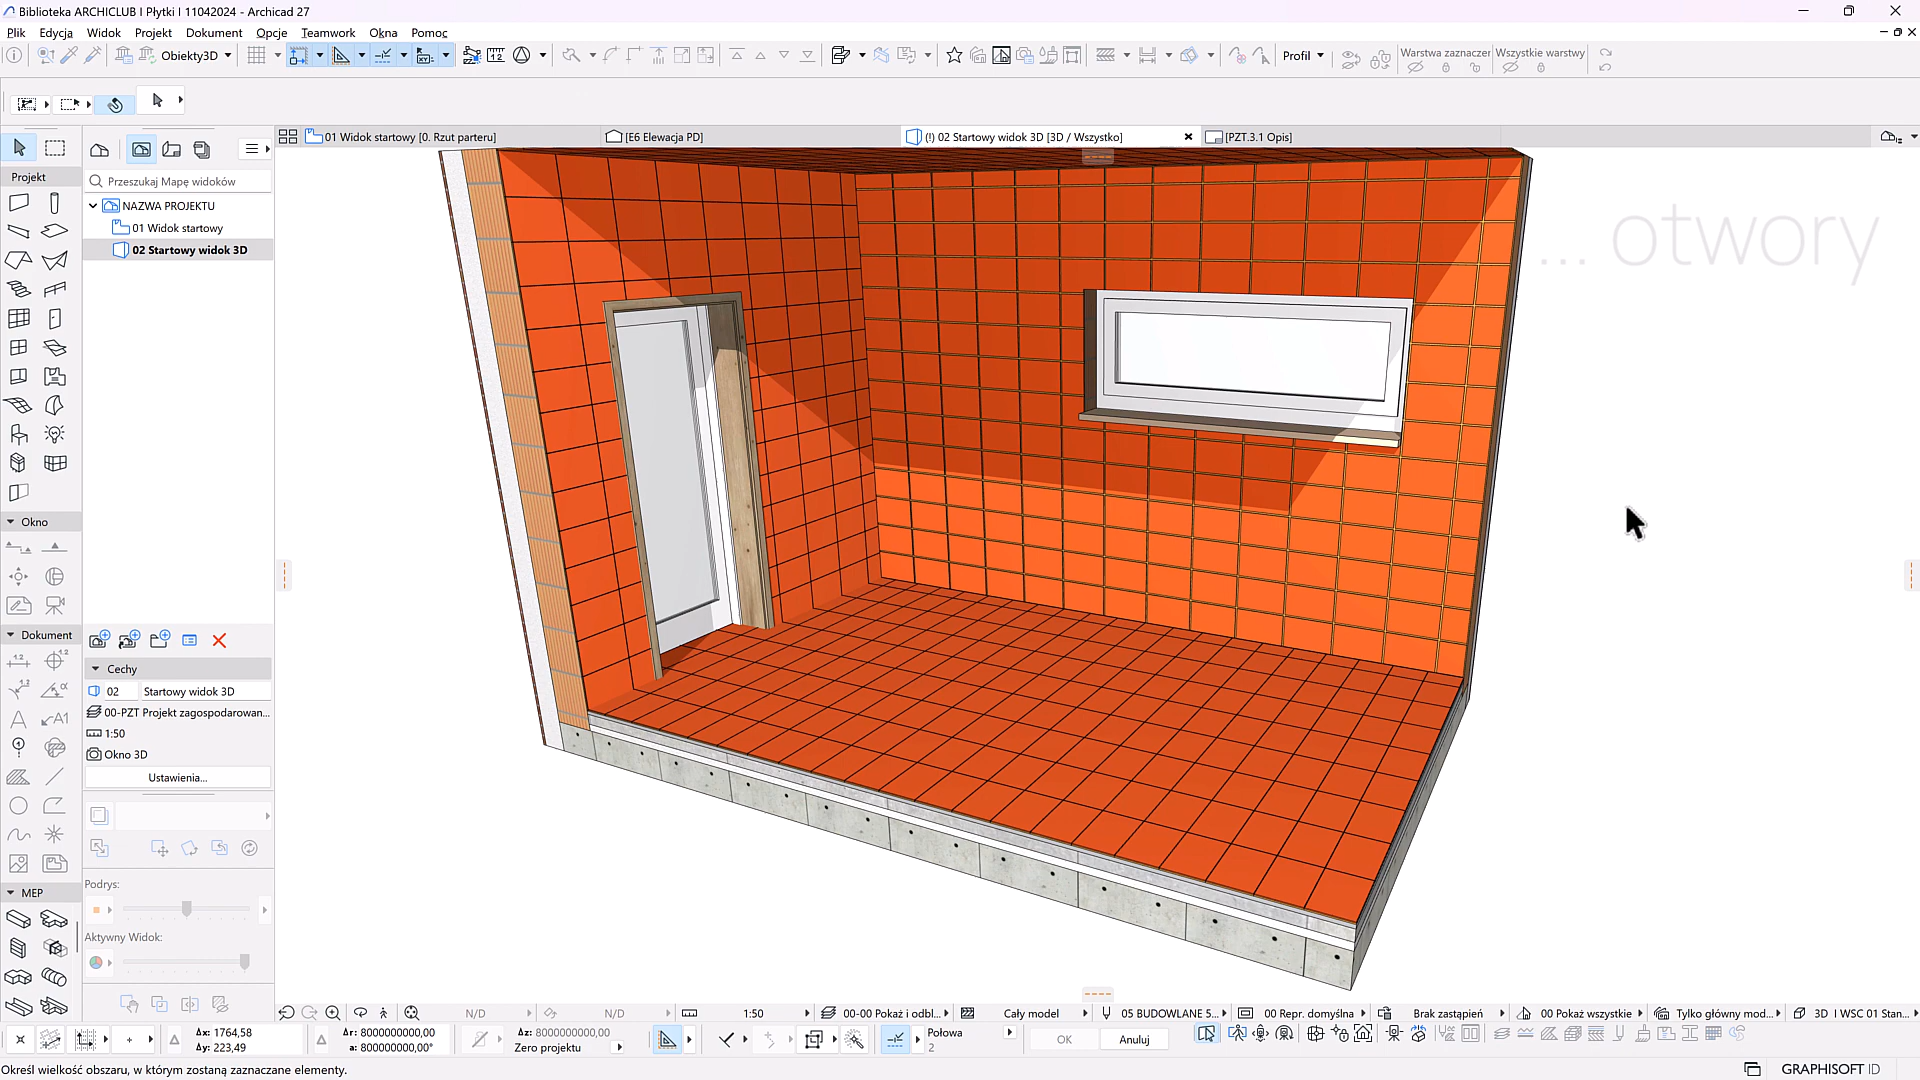 Biblioteka ARCHICLUB I Płytki I 11042024 - Archicad 27
Plik Edycja Widok Projekt Dokument Opcje Teamwork Okna Pomoc
Obiekty3D
Profil
Warstwa zaznaczer
Wszystkie warstwy
01 Widok startowy [0. Rzut parteru]
[E6 Elewacja PD]
(!) 02 Startowy widok 3D [3D / Wszystko]
[PZT.3.1 Opis]
Projekt
Przeszukaj Mapę widoków
NAZWA PROJEKTU
01 Widok startowy
02 Startowy widok 3D
... otwory
Okno
Dokument
Cechy
02 Startowy widok 3D
00-PZT Projekt zagospodarowan...
1:50
Okno 3D
Ustawienia...
Podrys:
MEP
Aktywny Widok:
N/D
N/D
1:50
00-00 Pokaż i odbl...
Cały model
05 BUDOWLANE 5...
00 Repr. domyślna
Brak zastąpień
00 Pokaż wszystkie
Tylko główny mod...
3D I WSC 01 Stan...
Δx: 1764,58
Δy: 223,49
Δr: 8000000000,00
a: 800000000,00°
Δz: 8000000000,00
Zero projektu
Połowa
2
OK
Anuluj
Określ wielkość obszaru, w którym zostaną zaznaczane elementy.
GRAPHISOFT ID